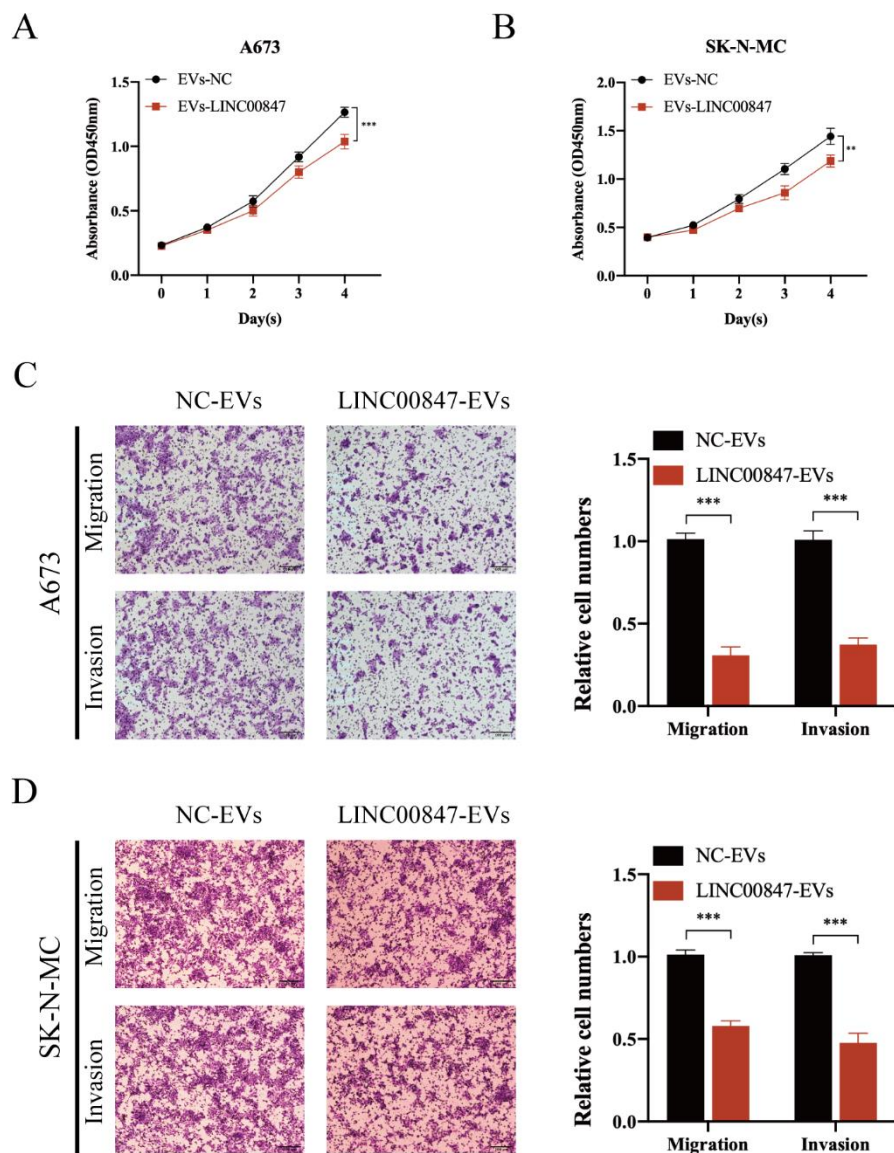 A
A673
EVs-NC
EVs-LINC00847
Absorbance (OD450nm)
1.5
1.0
0.5
0.0
***
0 1 2 3 4
Day(s)
B
SK-N-MC
EVs-NC
EVs-LINC00847
Absorbance (OD450nm)
2.0
1.5
1.0
0.5
0.0
**
0 1 2 3 4
Day(s)
C
NC-EVs LINC00847-EVs
A673
Migration
Invasion
NC-EVs
LINC00847-EVs
Relative cell numbers
1.5
1.0
0.5
0.0
*** ***
Migration Invasion
D
NC-EVs LINC00847-EVs
SK-N-MC
Migration
Invasion
NC-EVs
LINC00847-EVs
Relative cell numbers
1.5
1.0
0.5
0.0
*** ***
Migration Invasion